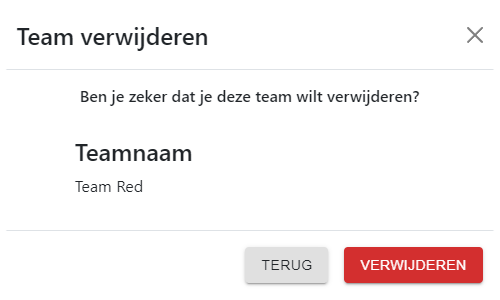 Team verwijderen
Ben je zeker dat je deze team wilt verwijderen?
Teamnaam
Team Red
TERUG
VERWIJDEREN